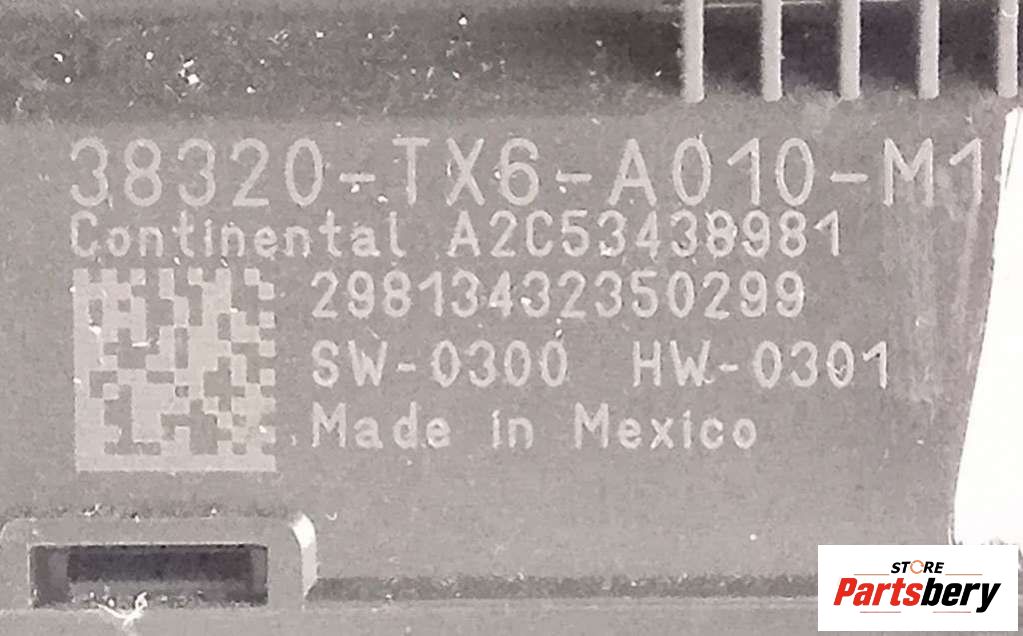 38320-TX6-A010-M1
Continental A2C53438981
29813432350299
SW-0300 HW-0301
Made in Mexico
STORE
Partsbery